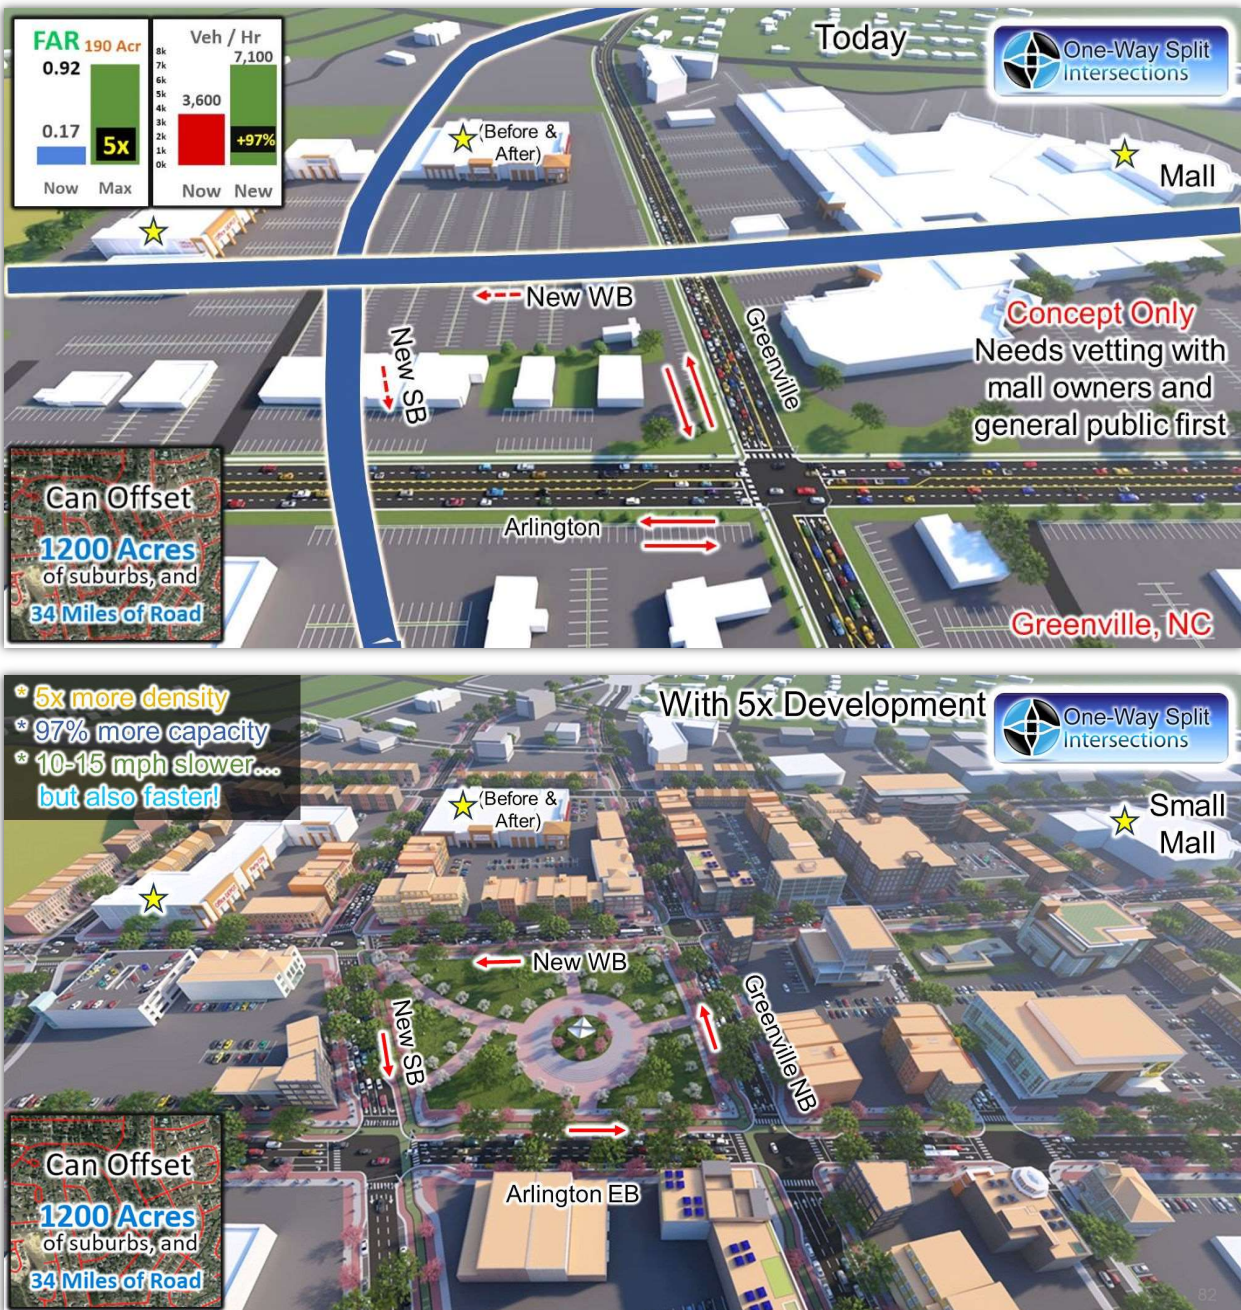 FAR 190 Acr
0.92
0.17
5x
Now Max
Veh / Hr
8k
7k
6k
5k
4k
3k
2k
1k
0k
7,100
3,600
+97%
Now New
Today
One-Way Split
Intersections
(Before &
After)
Mall
New WB
New SB
Greenville
Concept Only
Needs vetting with
mall owners and
general public first
Arlington
Can Offset
1200 Acres
of suburbs, and
34 Miles of Road
Greenville, NC
* 5x more density
* 97% more capacity
* 10-15 mph slower...
but also faster!
With 5x Development
One-Way Split
Intersections
(Before &
After)
Small
Mall
New WB
New SB
Greenville NB
Arlington EB
Can Offset
1200 Acres
of suburbs, and
34 Miles of Road
82